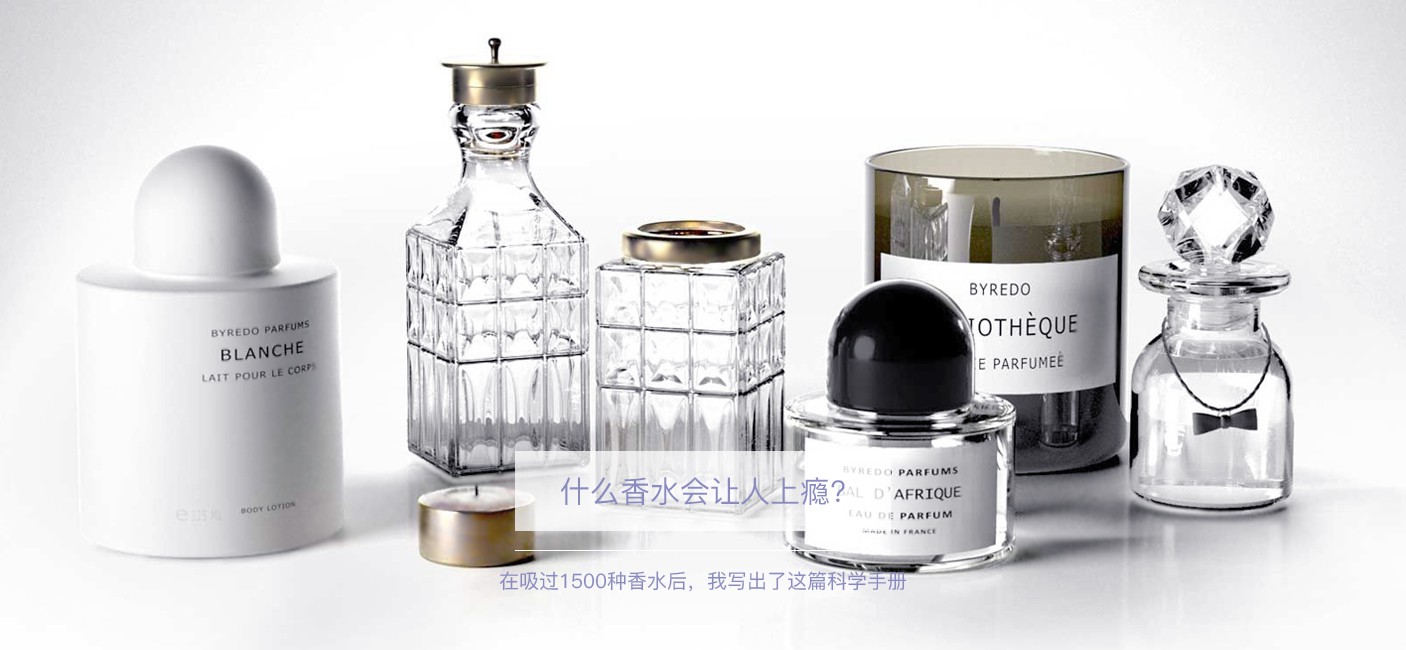 BYREDO PARFUMS
BLANCHE
LAIT POUR LE CORPS
BODY LOTION
BYREDO
IOTHÈQUE
E PARFUMÉE
BYREDO PARFUMS
BAL D'AFRIQUE
EAU DE PARFUM
MADE IN FRANCE
什么香水会让人上瘾？
在吸过1500种香水后，我写出了这篇科学手册